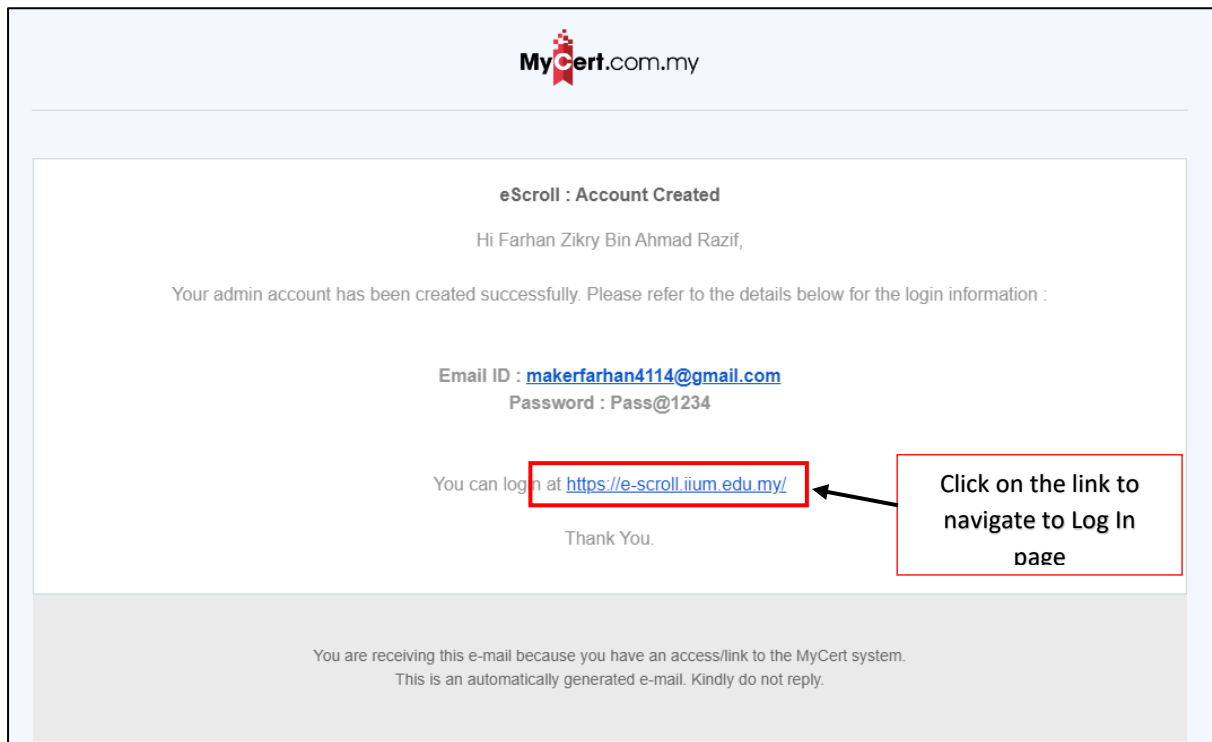 MyCert.com.my
eScroll : Account Created
Hi Farhan Zikry Bin Ahmad Razif,
Your admin account has been created successfully. Please refer to the details below for the login information :
Email ID : makerfarhan4114@gmail.com
Password : Pass@1234
You can login at https://e-scroll.iium.edu.my/
Click on the link to
navigate to Log In
page
Thank You.
You are receiving this e-mail because you have an access/link to the MyCert system.
This is an automatically generated e-mail. Kindly do not reply.